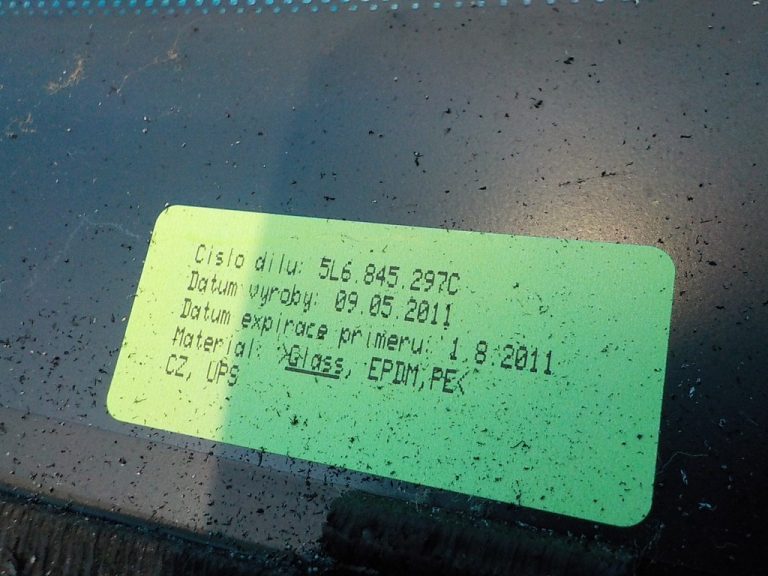 Cislo dilu: 5L6.845.297C
Datum vyroby: 09.05.2011
Datum expirace primeru: 1 8 2011
Material: >Glass, EPDM,PE<
CZ, UPS